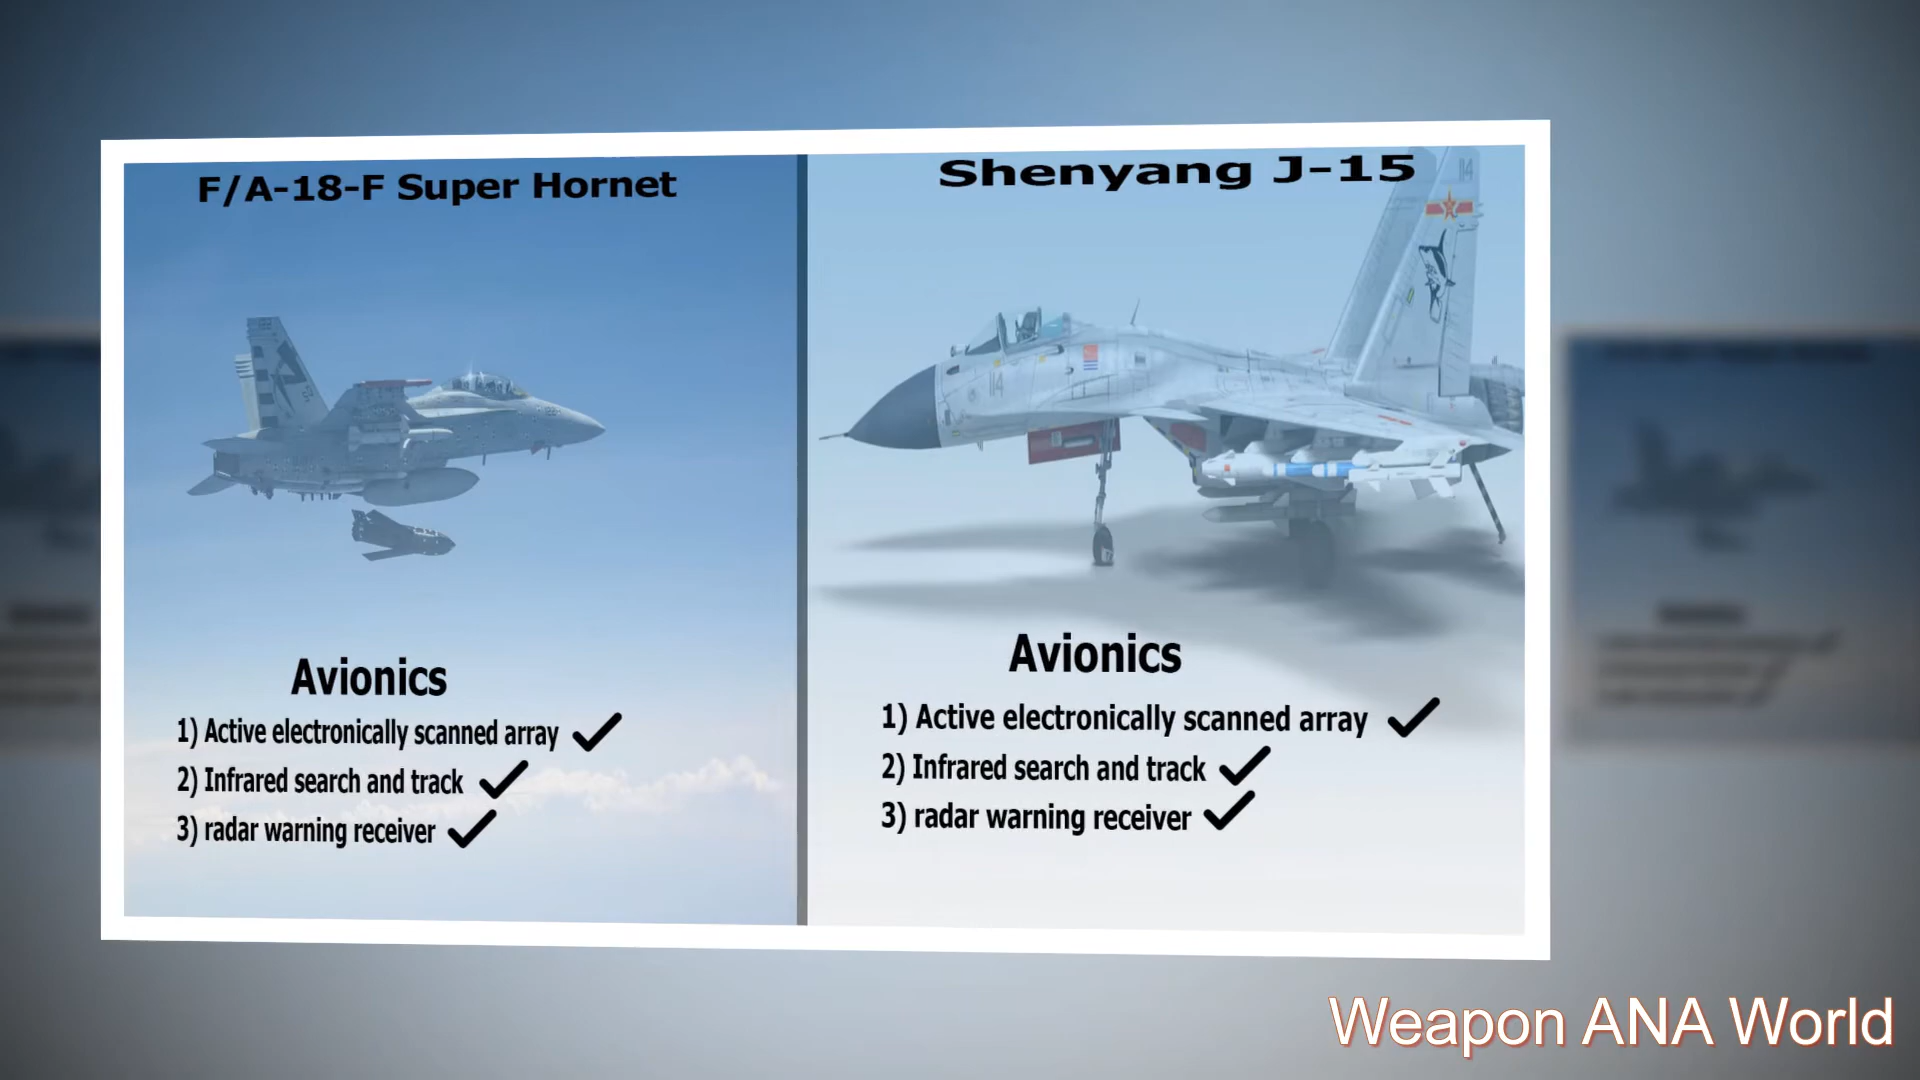 F/A-18-F Super Hornet
Avionics
1) Active electronically scanned array
2) Infrared search and track
3) radar warning receiver
Shenyang J-15
114
114
Avionics
1) Active electronically scanned array
2) Infrared search and track
3) radar warning receiver
Weapon ANA World